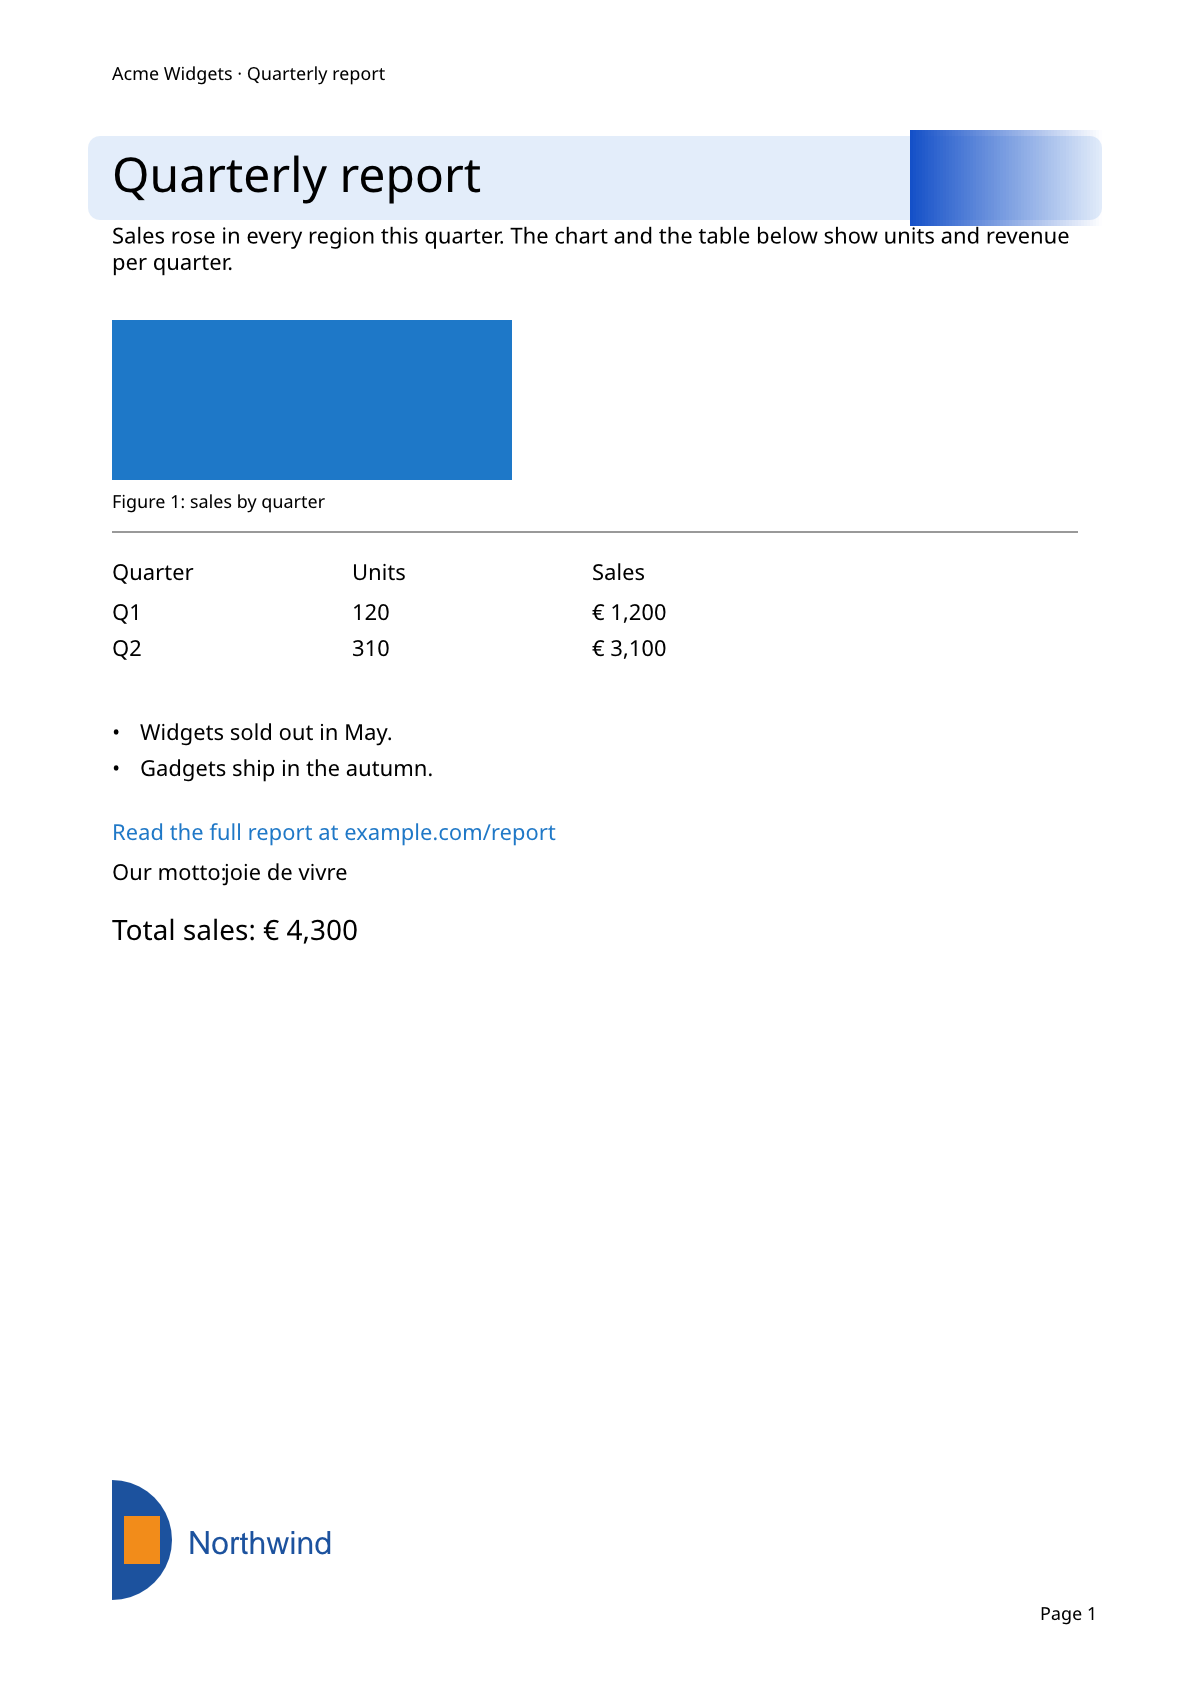 Acme Widgets · Quarterly report
Quarterly report
Sales rose in every region this quarter. The chart and the table below show units and revenue
per quarter.
Figure 1: sales by quarter
Quarter Units Sales
Q1 120 € 1,200
Q2 310 € 3,100
• Widgets sold out in May.
• Gadgets ship in the autumn.
Read the full report at example.com/report
Our motto:joie de vivre
Total sales: € 4,300
Northwind
Page 1